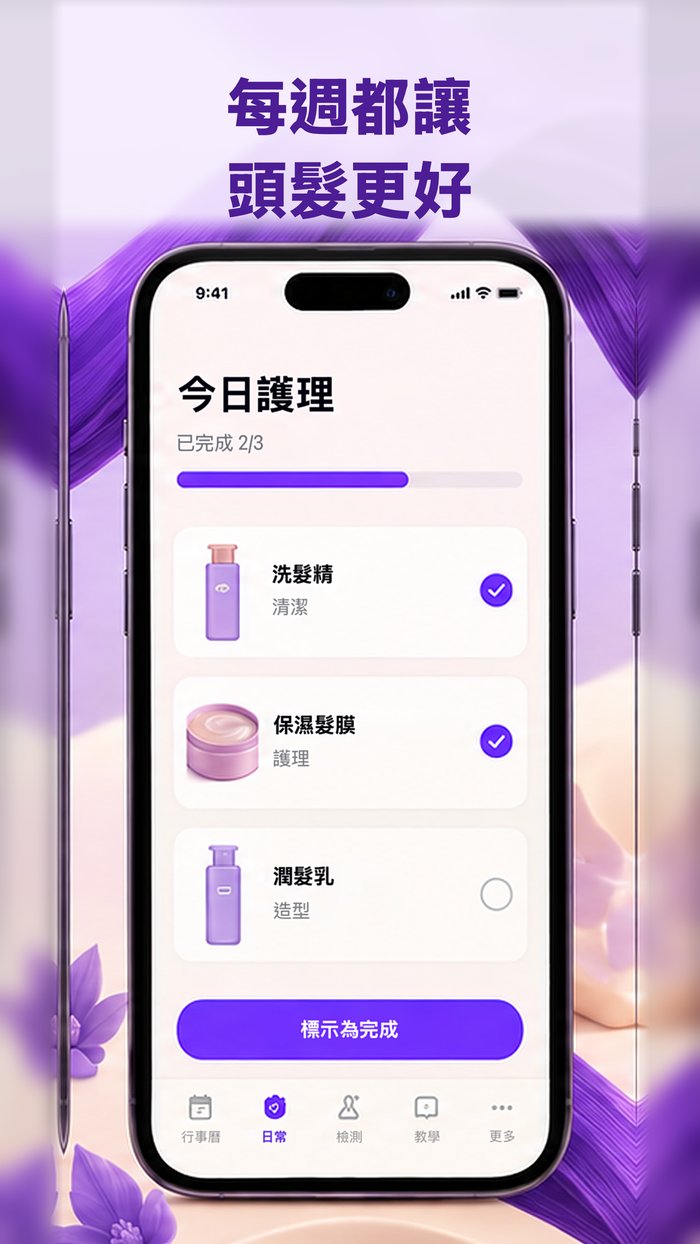 每週都讓
頭髮更好
9:41
今日護理
已完成 2/3
洗髮精
清潔
保濕髮膜
護理
潤髮乳
造型
標示為完成
行事曆
日常
檢測
教學
更多